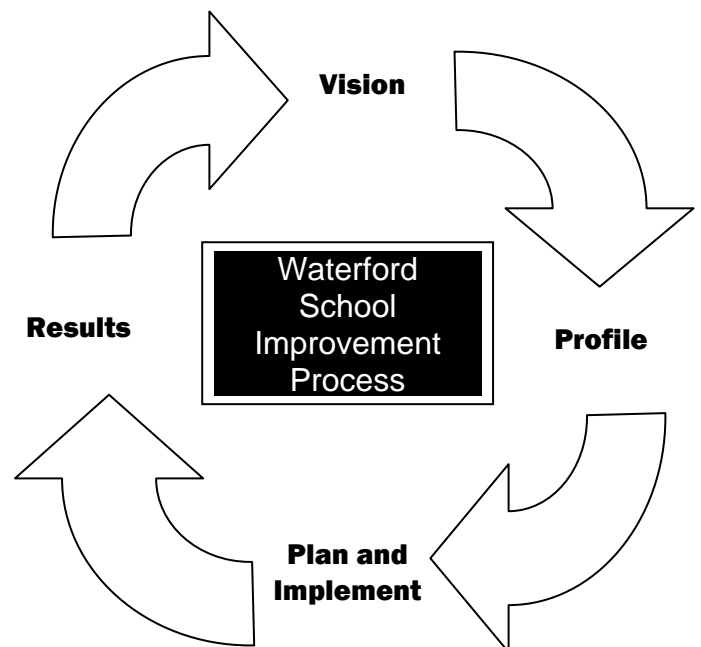 Vision
Waterford
School
Improvement
Process
Results
Profile
Plan and
Implement